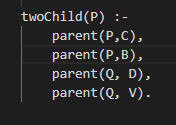 twoChild(P) :-
parent(P,C),
parent(P,B),
parent(Q, D),
parent(Q, V).